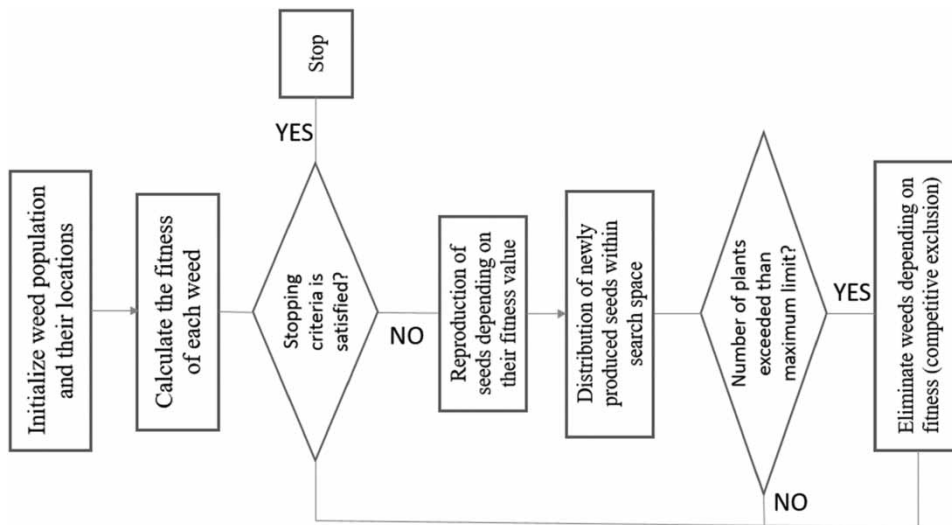 Initialize weed population
and their locations
Calculate the fitness
of each weed
Stopping
criteria is
satisfied?
YES
Stop
NO
Reproduction of
seeds depending on
their fitness value
Distribution of newly
produced seeds within
search space
Number of plants
exceeded than
maximum limit?
YES
NO
Eliminate weeds depending on
fitness (competitive exclusion)